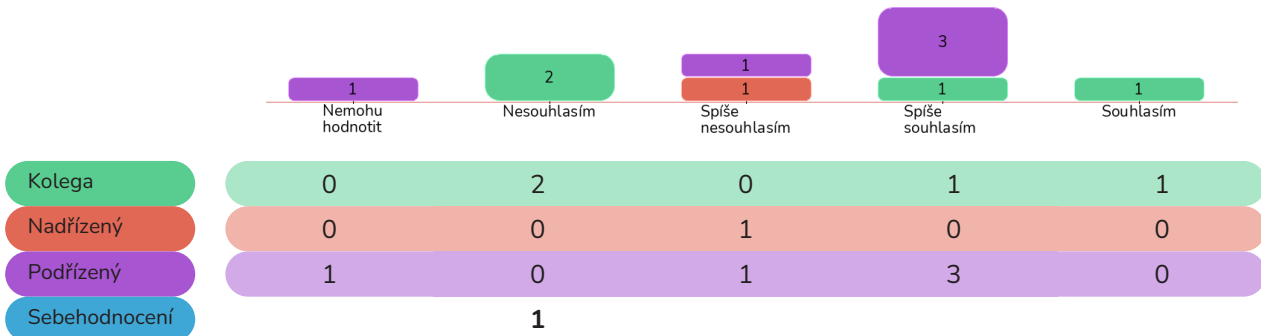 3
1
2
1
1
1
1
1
Nemohu
hodnotit
Nesouhlasím
Spíše
nesouhlasím
Spíše
souhlasím
Souhlasím
Kolega 0 2 0 1 1
Nadřízený 0 0 1 0 0
Podřízený 1 0 1 3 0
Sebehodnocení 1